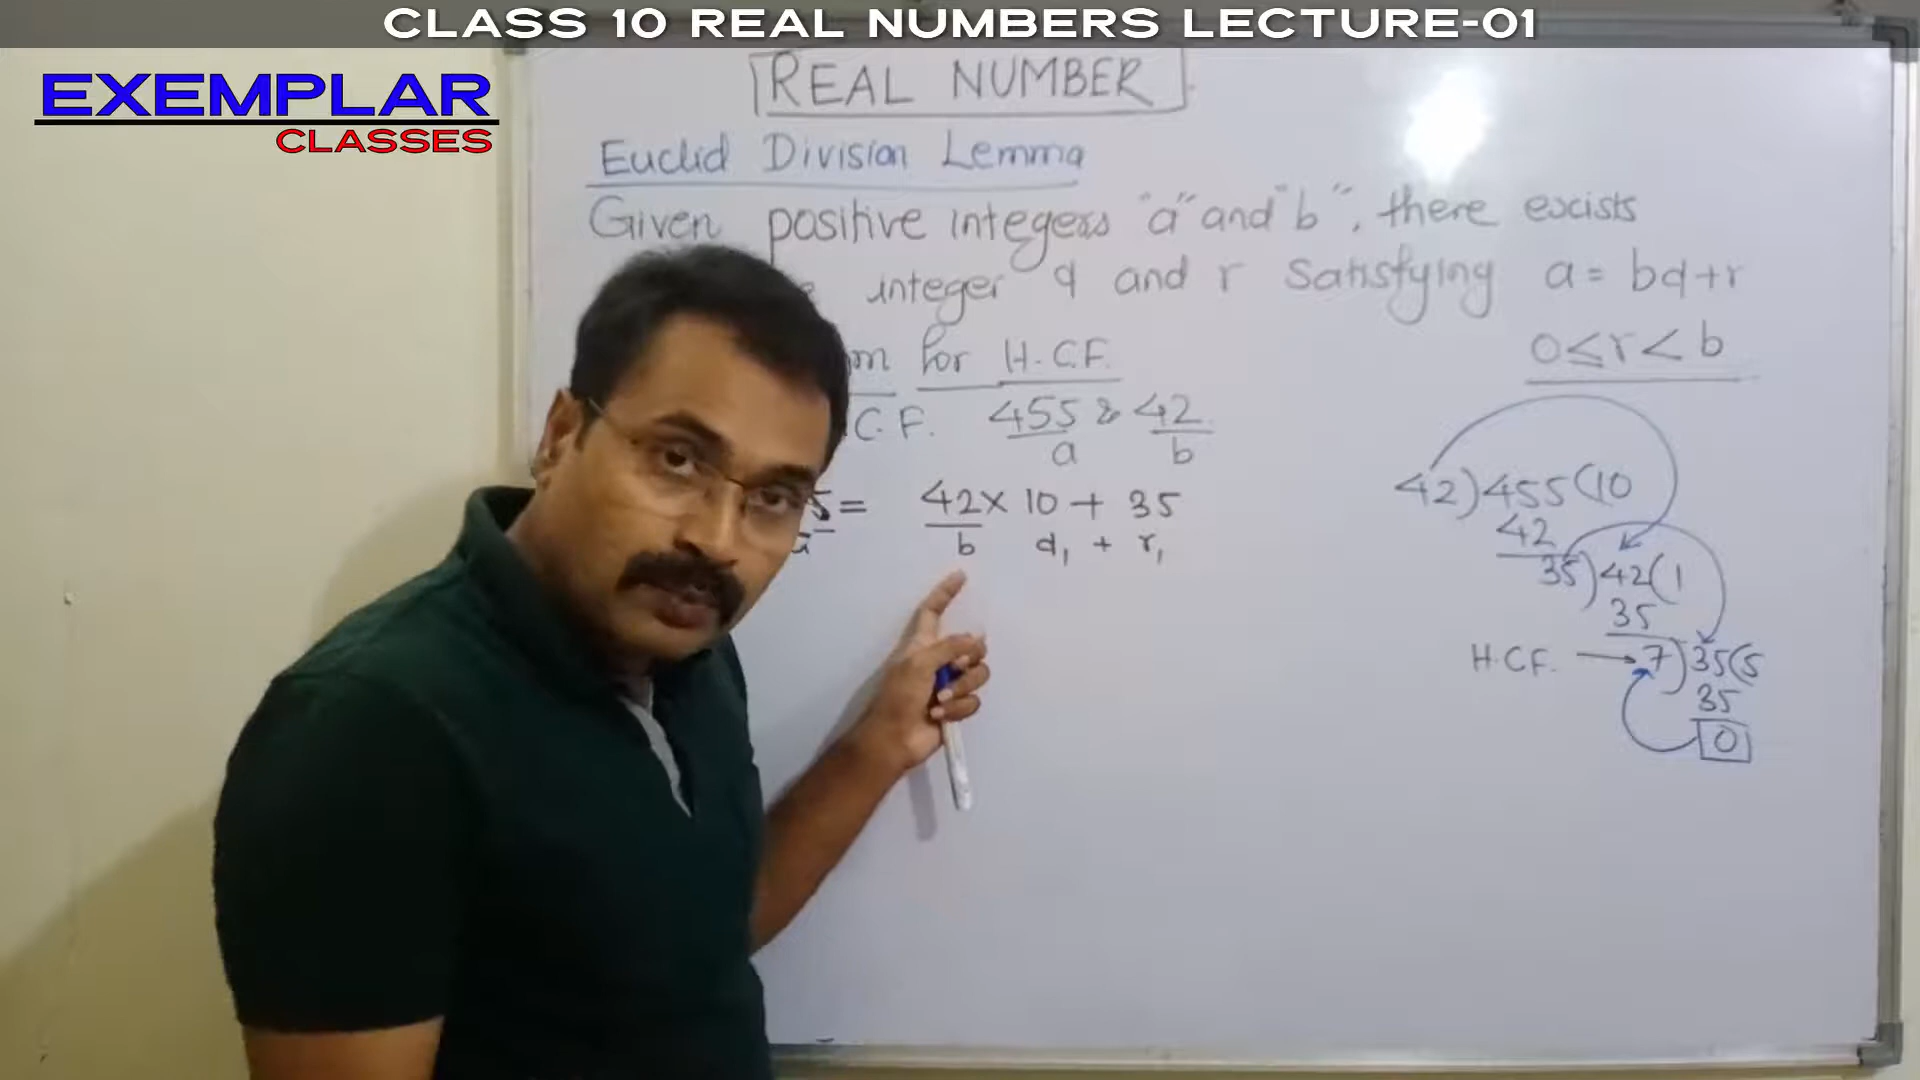 CLASS 10 REAL NUMBERS LECTURE-01
EXEMPLAR
CLASSES
REAL NUMBER
Euclid Division Lemma
Given positive integers "a" and "b", there excists
integer q and r satisfying a = bq+r
0≤r<b
for H.C.F.
C.F. 455 & 42
a b
5 = 42 × 10 + 35
a b q₁ + r₁
42)455(10
42
35)42(1
35
H.C.F. → 7)35(5
35
0